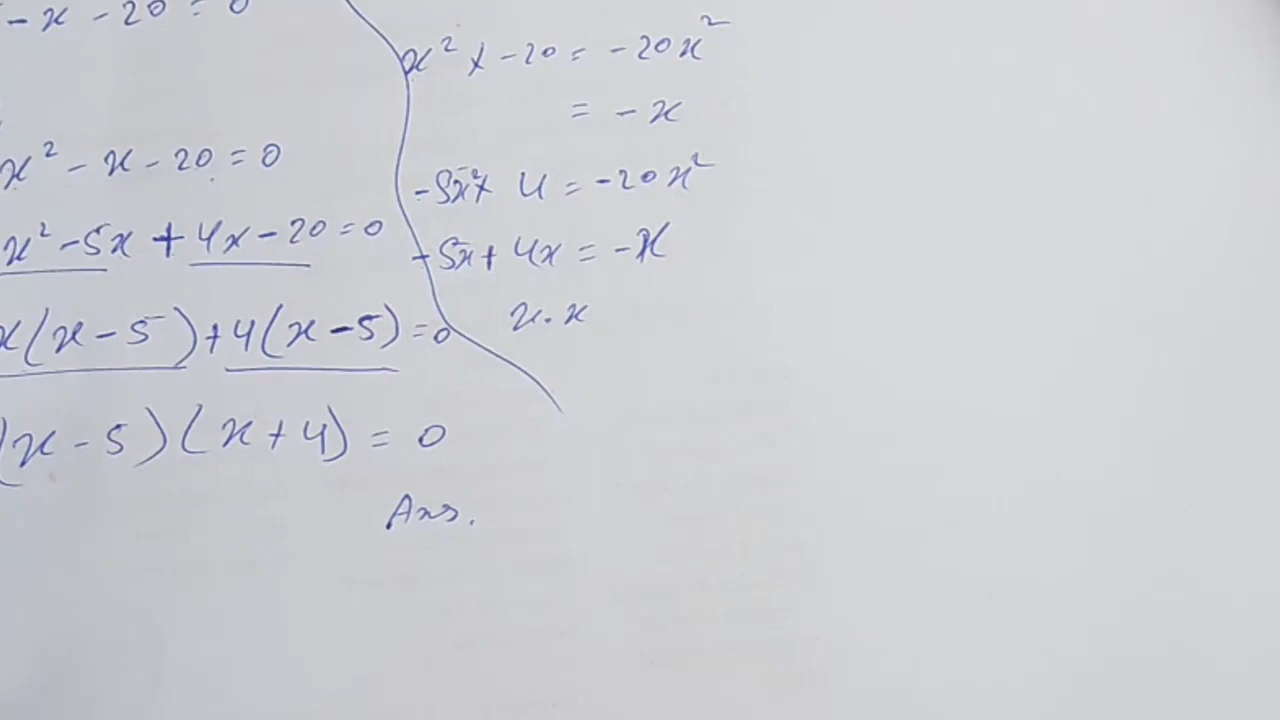 - x - 20 = 0
x² - x - 20 = 0
x² - 5x + 4x - 20 = 0
x(x - 5) + 4(x - 5) = 0
(x - 5)(x + 4) = 0
Ans.
x² × -20 = -20x²
= -x
-5x² × 4 = -20x²
-5x + 4x = -x
x . x